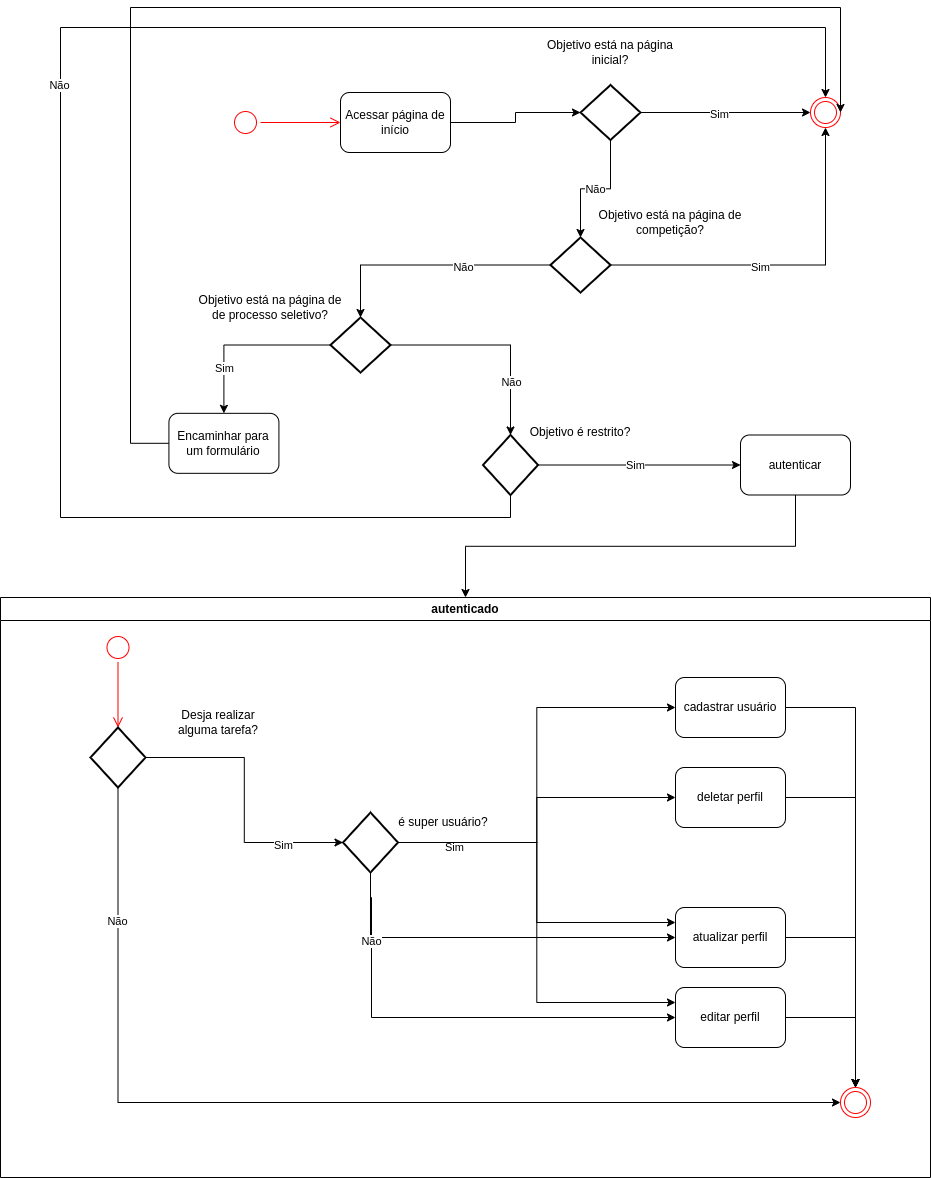 Objetivo está na página
inicial?
Não
Acessar página de
início
Sim
Não
Objetivo está na página de
competição?
Não
Sim
Objetivo está na página de
de processo seletivo?
Sim
Não
Encaminhar para
um formulário
Objetivo é restrito?
Sim
autenticar
autenticado
Desja realizar
alguma tarefa?
cadastrar usuário
deletar perfil
é super usuário?
Sim
Sim
Não
Não
atualizar perfil
editar perfil